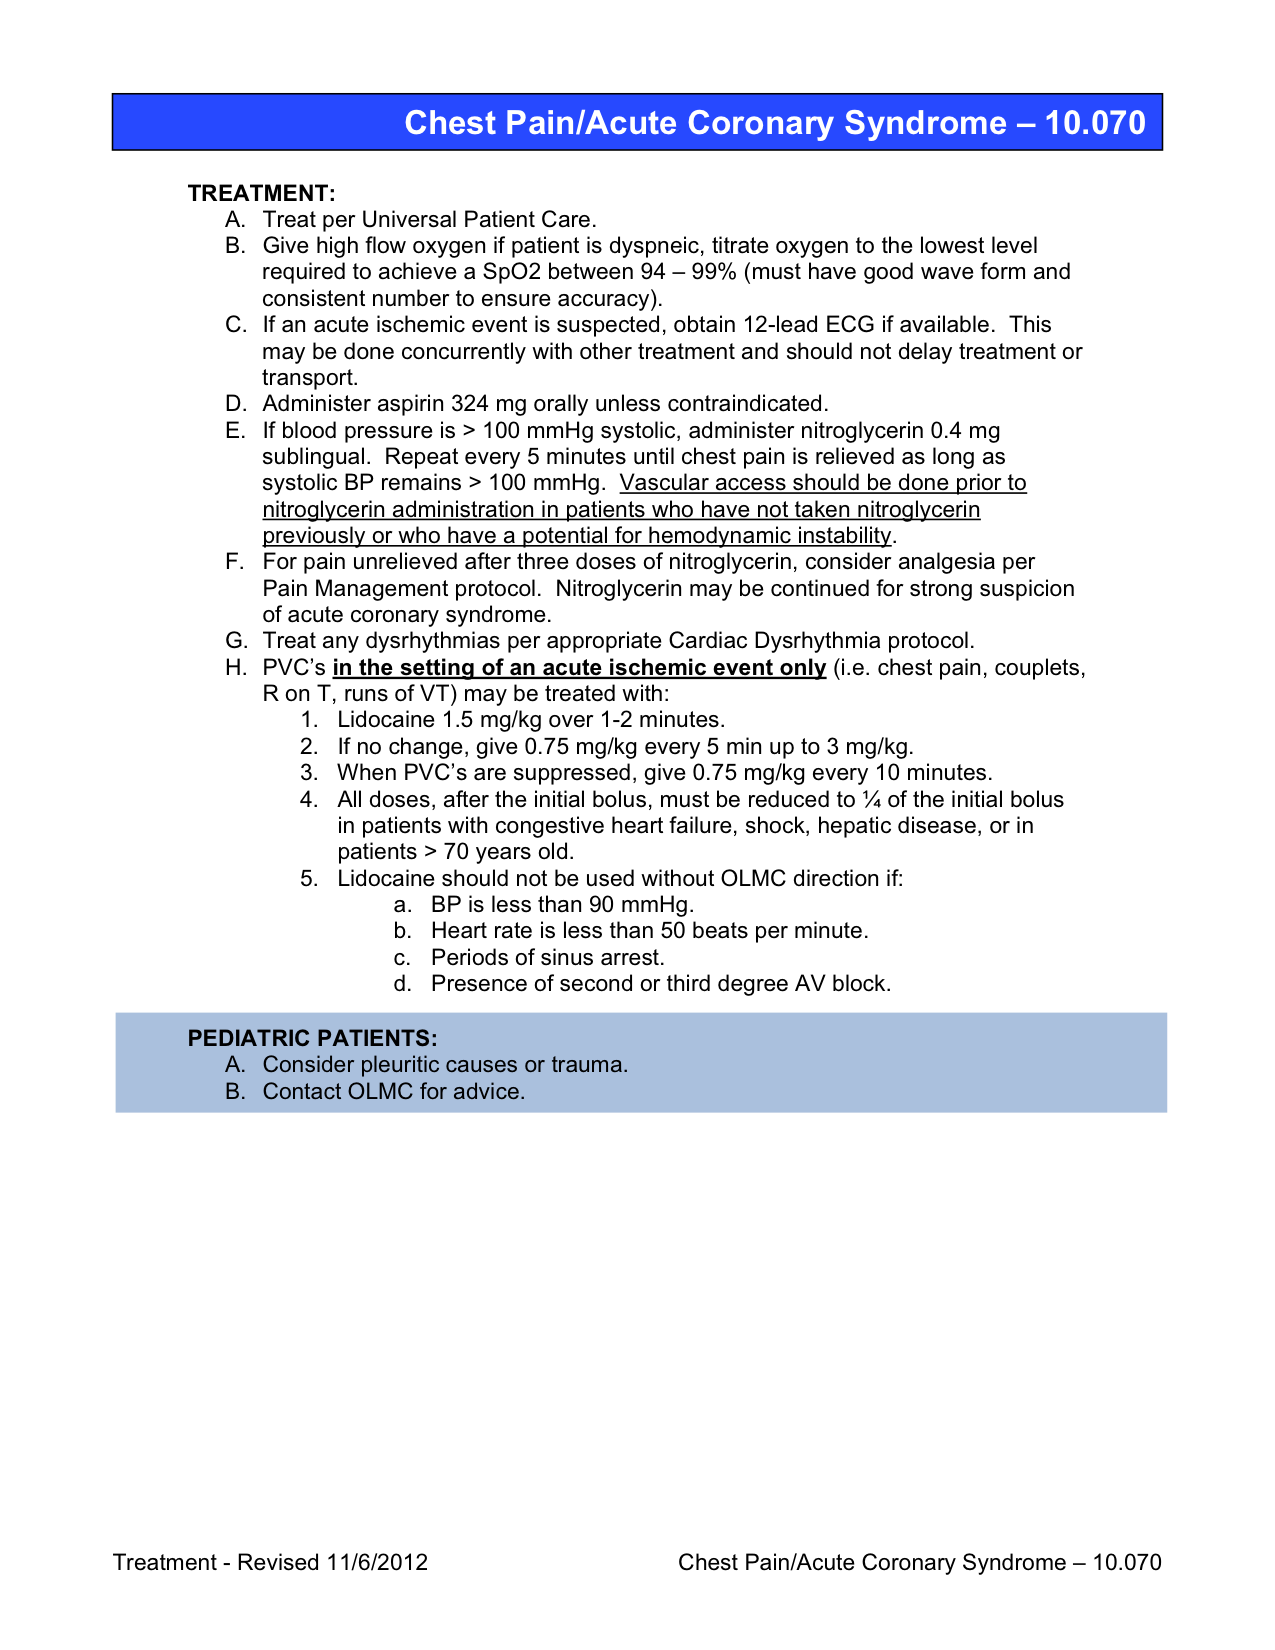 Chest Pain/Acute Coronary Syndrome – 10.070
TREATMENT:
A. Treat per Universal Patient Care.
B. Give high flow oxygen if patient is dyspneic, titrate oxygen to the lowest level
required to achieve a SpO2 between 94 – 99% (must have good wave form and
consistent number to ensure accuracy).
C. If an acute ischemic event is suspected, obtain 12-lead ECG if available. This
may be done concurrently with other treatment and should not delay treatment or
transport.
D. Administer aspirin 324 mg orally unless contraindicated.
E. If blood pressure is > 100 mmHg systolic, administer nitroglycerin 0.4 mg
sublingual. Repeat every 5 minutes until chest pain is relieved as long as
systolic BP remains > 100 mmHg. Vascular access should be done prior to
nitroglycerin administration in patients who have not taken nitroglycerin
previously or who have a potential for hemodynamic instability.
F. For pain unrelieved after three doses of nitroglycerin, consider analgesia per
Pain Management protocol. Nitroglycerin may be continued for strong suspicion
of acute coronary syndrome.
G. Treat any dysrhythmias per appropriate Cardiac Dysrhythmia protocol.
H. PVC’s in the setting of an acute ischemic event only (i.e. chest pain, couplets,
R on T, runs of VT) may be treated with:
1. Lidocaine 1.5 mg/kg over 1-2 minutes.
2. If no change, give 0.75 mg/kg every 5 min up to 3 mg/kg.
3. When PVC’s are suppressed, give 0.75 mg/kg every 10 minutes.
4. All doses, after the initial bolus, must be reduced to ¼ of the initial bolus
in patients with congestive heart failure, shock, hepatic disease, or in
patients > 70 years old.
5. Lidocaine should not be used without OLMC direction if:
a. BP is less than 90 mmHg.
b. Heart rate is less than 50 beats per minute.
c. Periods of sinus arrest.
d. Presence of second or third degree AV block.
PEDIATRIC PATIENTS:
A. Consider pleuritic causes or trauma.
B. Contact OLMC for advice.
Treatment - Revised 11/6/2012 Chest Pain/Acute Coronary Syndrome – 10.070